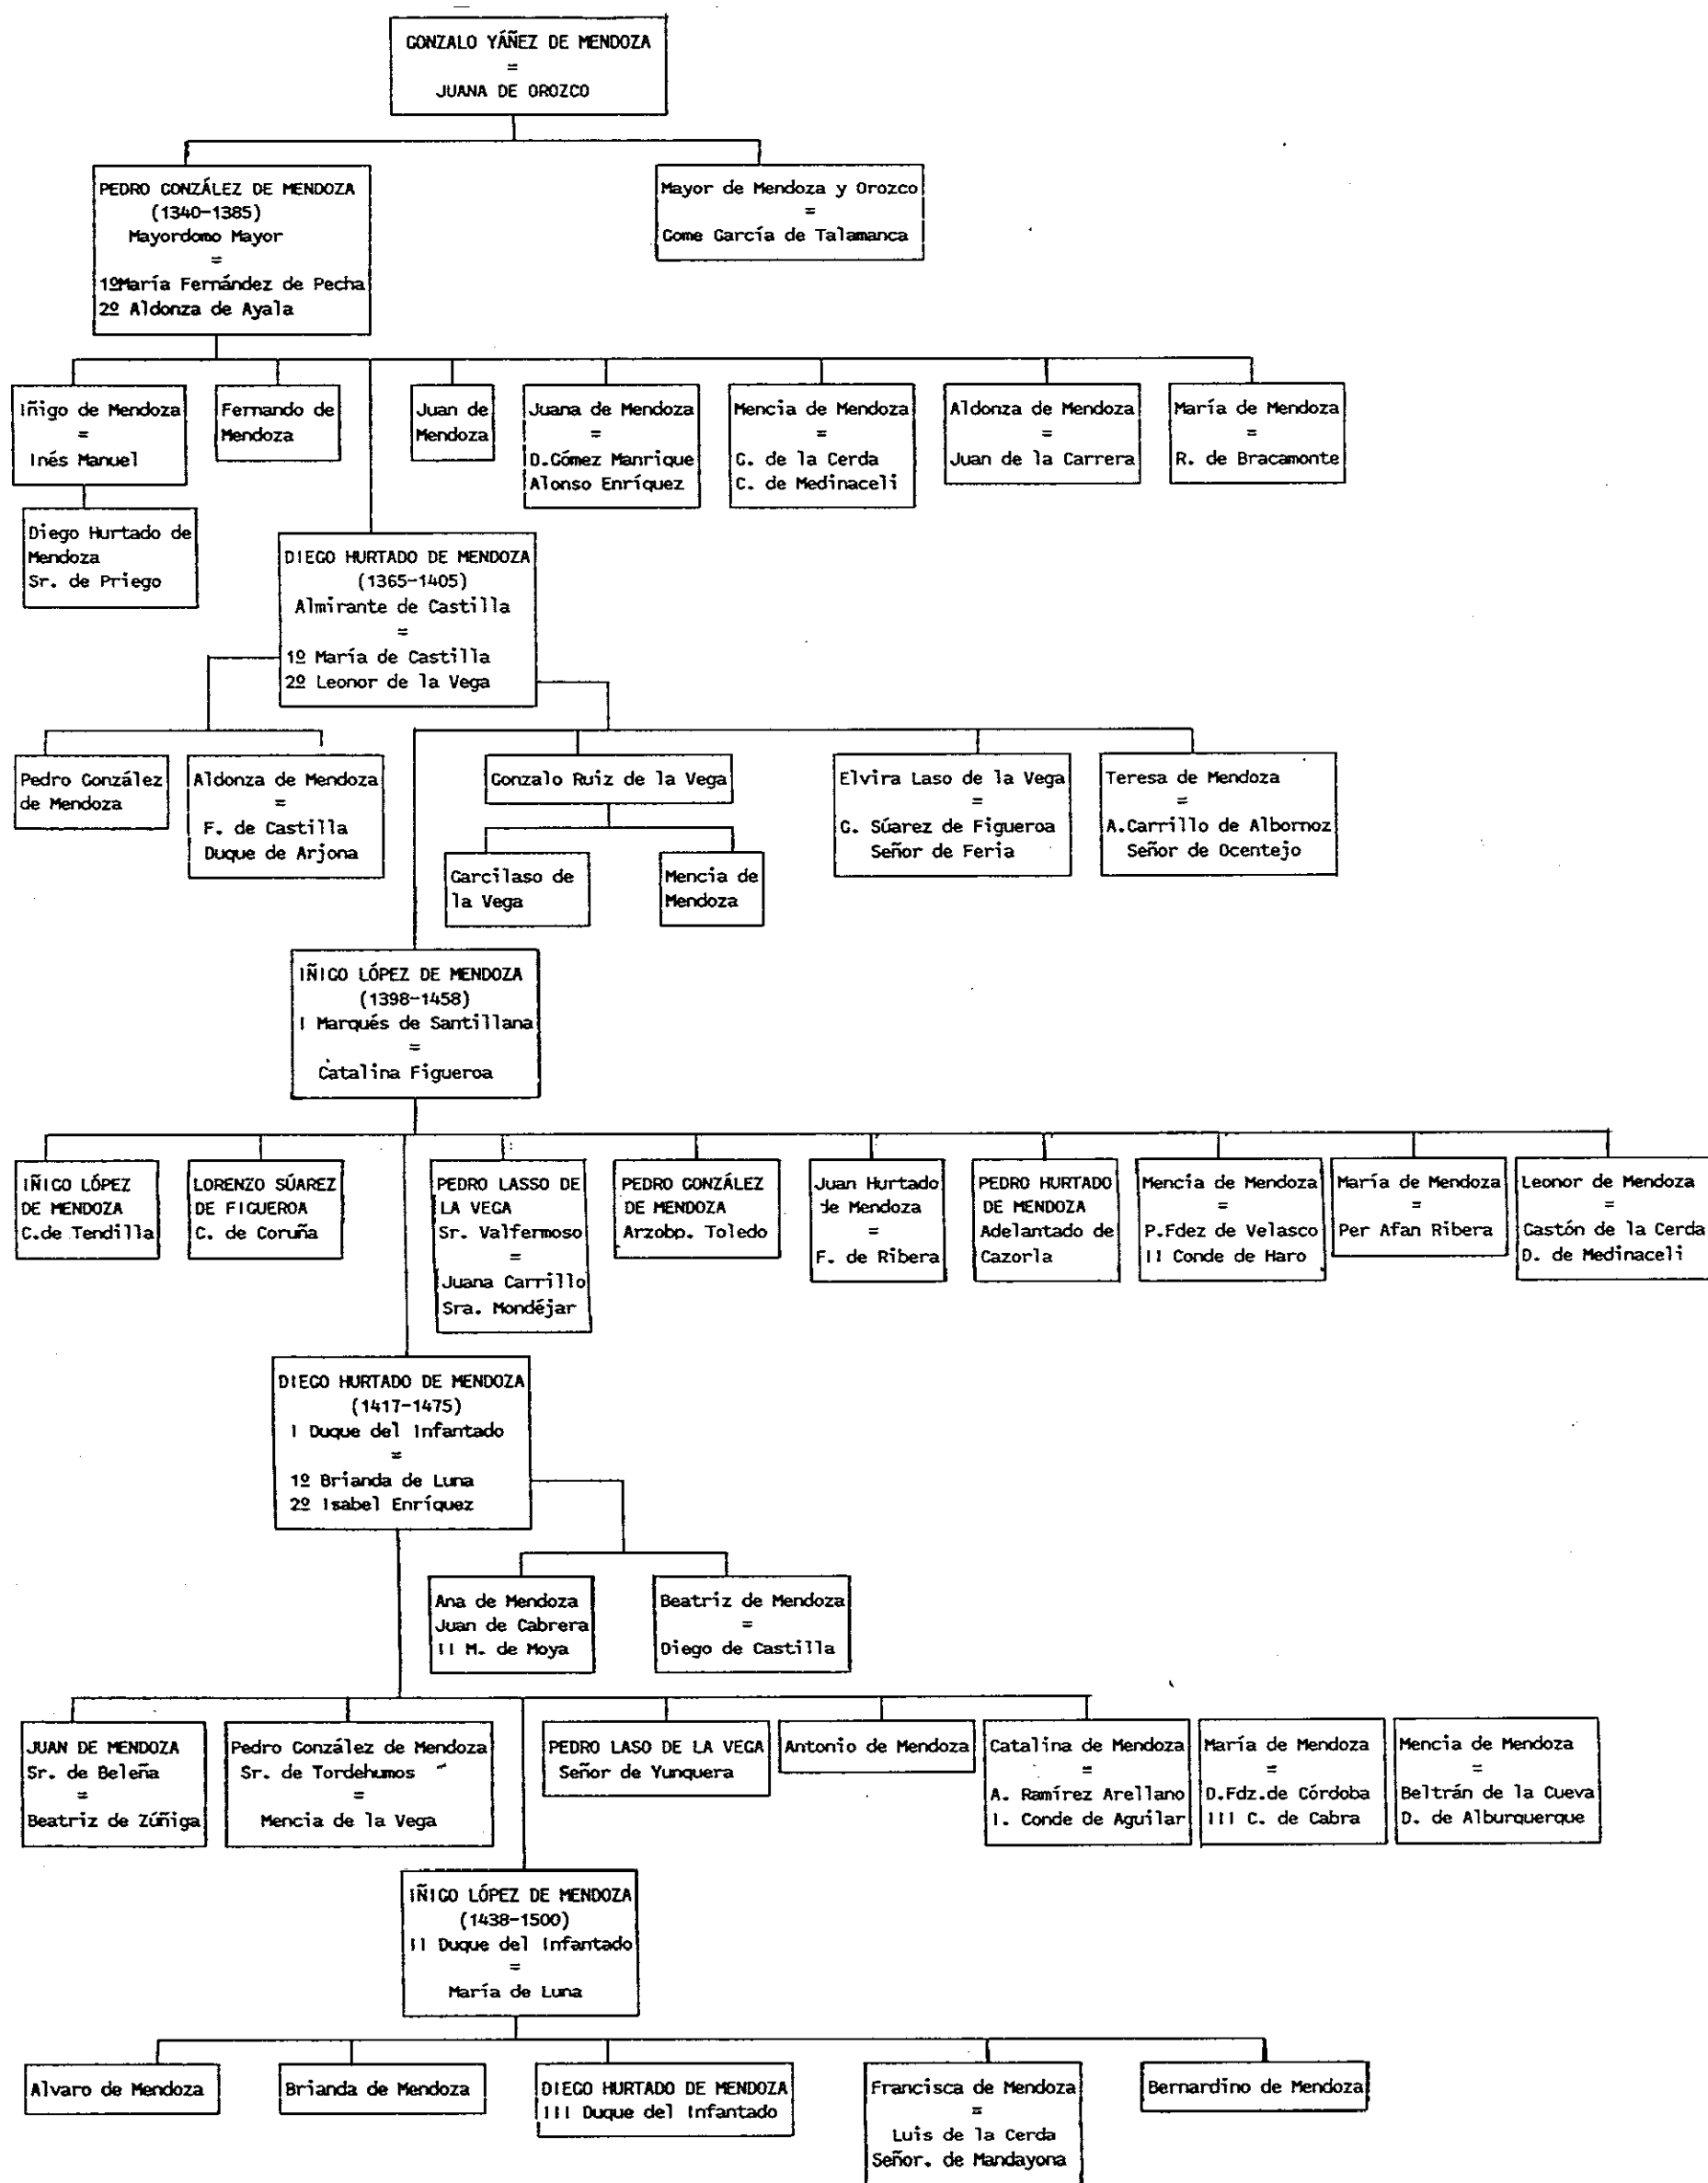 GONZALO YÁÑEZ DE MENDOZA
=
JUANA DE OROZCO
PEDRO GONZÁLEZ DE MENDOZA
(1340-1385)
Mayordomo Mayor
=
1ºMaría Fernández de Pecha
2º Aldonza de Ayala
Mayor de Mendoza y Orozco
=
Gome García de Talamanca
Iñigo de Mendoza
=
Inés Manuel
Fernando de
Mendoza
Juan de
Mendoza
Juana de Mendoza
=
D.Gómez Manrique
Alonso Enríquez
Mencia de Mendoza
=
G. de la Cerda
C. de Medinaceli
Aldonza de Mendoza
=
Juan de la Carrera
María de Mendoza
=
R. de Bracamonte
Diego Hurtado de
Mendoza
Sr. de Priego
DIEGO HURTADO DE MENDOZA
(1365-1405)
Almirante de Castilla
=
1º María de Castilla
2º Leonor de la Vega
Pedro González
de Mendoza
Aldonza de Mendoza
=
F. de Castilla
Duque de Arjona
Gonzalo Ruiz de la Vega
Elvira Laso de la Vega
=
G. Súarez de Figueroa
Señor de Feria
Teresa de Mendoza
=
A.Carrillo de Albornoz
Señor de Ocentejo
Garcilaso de
la Vega
Mencia de
Mendoza
IÑIGO LÓPEZ DE MENDOZA
(1398-1458)
I Marqués de Santillana
=
Catalina Figueroa
IÑIGO LÓPEZ
DE MENDOZA
C.de Tendilla
LORENZO SÚAREZ
DE FIGUEROA
C. de Coruña
PEDRO LASSO DE
LA VEGA
Sr. Valfermoso
=
Juana Carrillo
Sra. Mondéjar
PEDRO GONZÁLEZ
DE MENDOZA
Arzobp. Toledo
Juan Hurtado
de Mendoza
=
F. de Ribera
PEDRO HURTADO
DE MENDOZA
Adelantado de
Cazorla
Mencía de Mendoza
=
P.Fdez de Velasco
II Conde de Haro
María de Mendoza
=
Per Afan Ribera
Leonor de Mendoza
=
Gastón de la Cerda
D. de Medinaceli
DIEGO HURTADO DE MENDOZA
(1417-1475)
I Duque del Infantado
=
1º Brianda de Luna
2º Isabel Enríquez
Ana de Mendoza
Juan de Cabrera
II M. de Moya
Beatriz de Mendoza
=
Diego de Castilla
JUAN DE MENDOZA
Sr. de Beleña
=
Beatriz de Zúñiga
Pedro González de Mendoza
Sr. de Tordehumos
=
Mencia de la Vega
PEDRO LASO DE LA VEGA
Señor de Yunquera
Antonio de Mendoza
Catalina de Mendoza
=
A. Ramírez Arellano
I. Conde de Aguilar
María de Mendoza
=
D.Fdz.de Córdoba
III C. de Cabra
Mencia de Mendoza
=
Beltrán de la Cueva
D. de Alburquerque
IÑIGO LÓPEZ DE MENDOZA
(1438-1500)
II Duque del Infantado
=
María de Luna
Alvaro de Mendoza
Brianda de Mendoza
DIEGO HURTADO DE MENDOZA
III Duque del Infantado
Francisca de Mendoza
=
Luis de la Cerda
Señor. de Mandayona
Bernardino de Mendoza